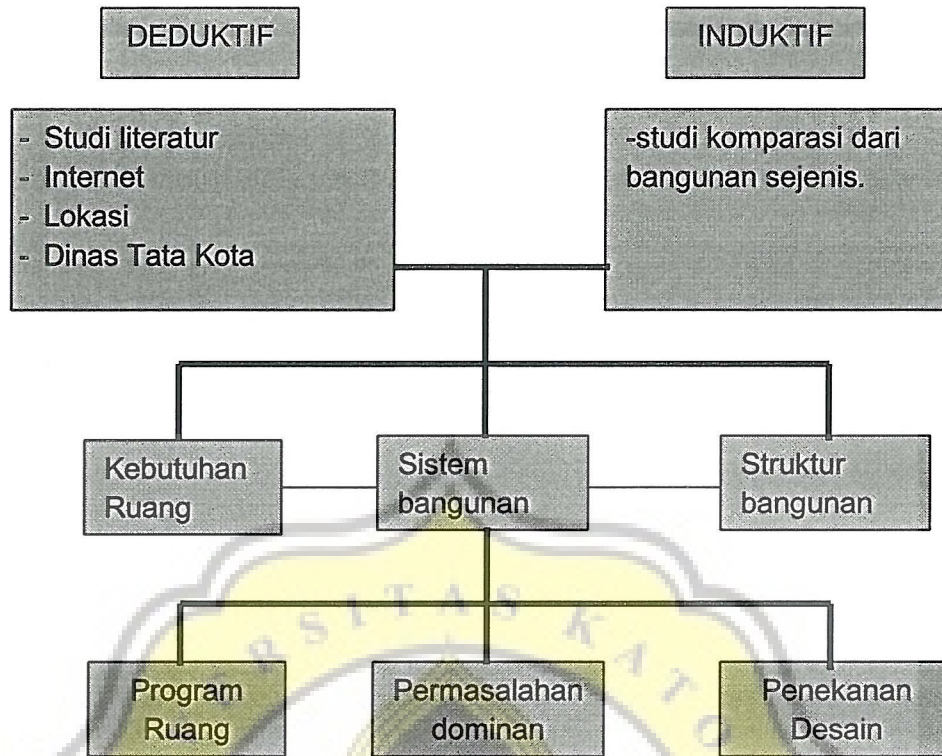 DEDUKTIF
INDUKTIF
- Studi literatur
- Internet
- Lokasi
- Dinas Tata Kota
-studi komparasi dari
bangunan sejenis.
Kebutuhan
Ruang
Sistem
bangunan
Struktur
bangunan
Program
Ruang
Permasalahan
dominan
Penekanan
Desain